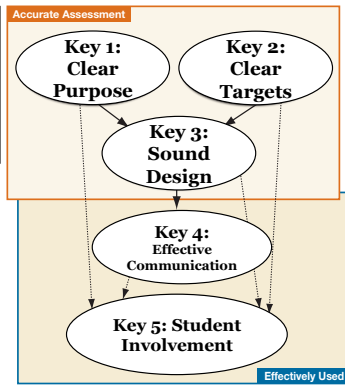 Accurate Assessment
Key 1:
Clear
Purpose
Key 2:
Clear
Targets
Key 3:
Sound
Design
Key 4:
Effective
Communication
Key 5: Student
Involvement
Effectively Used